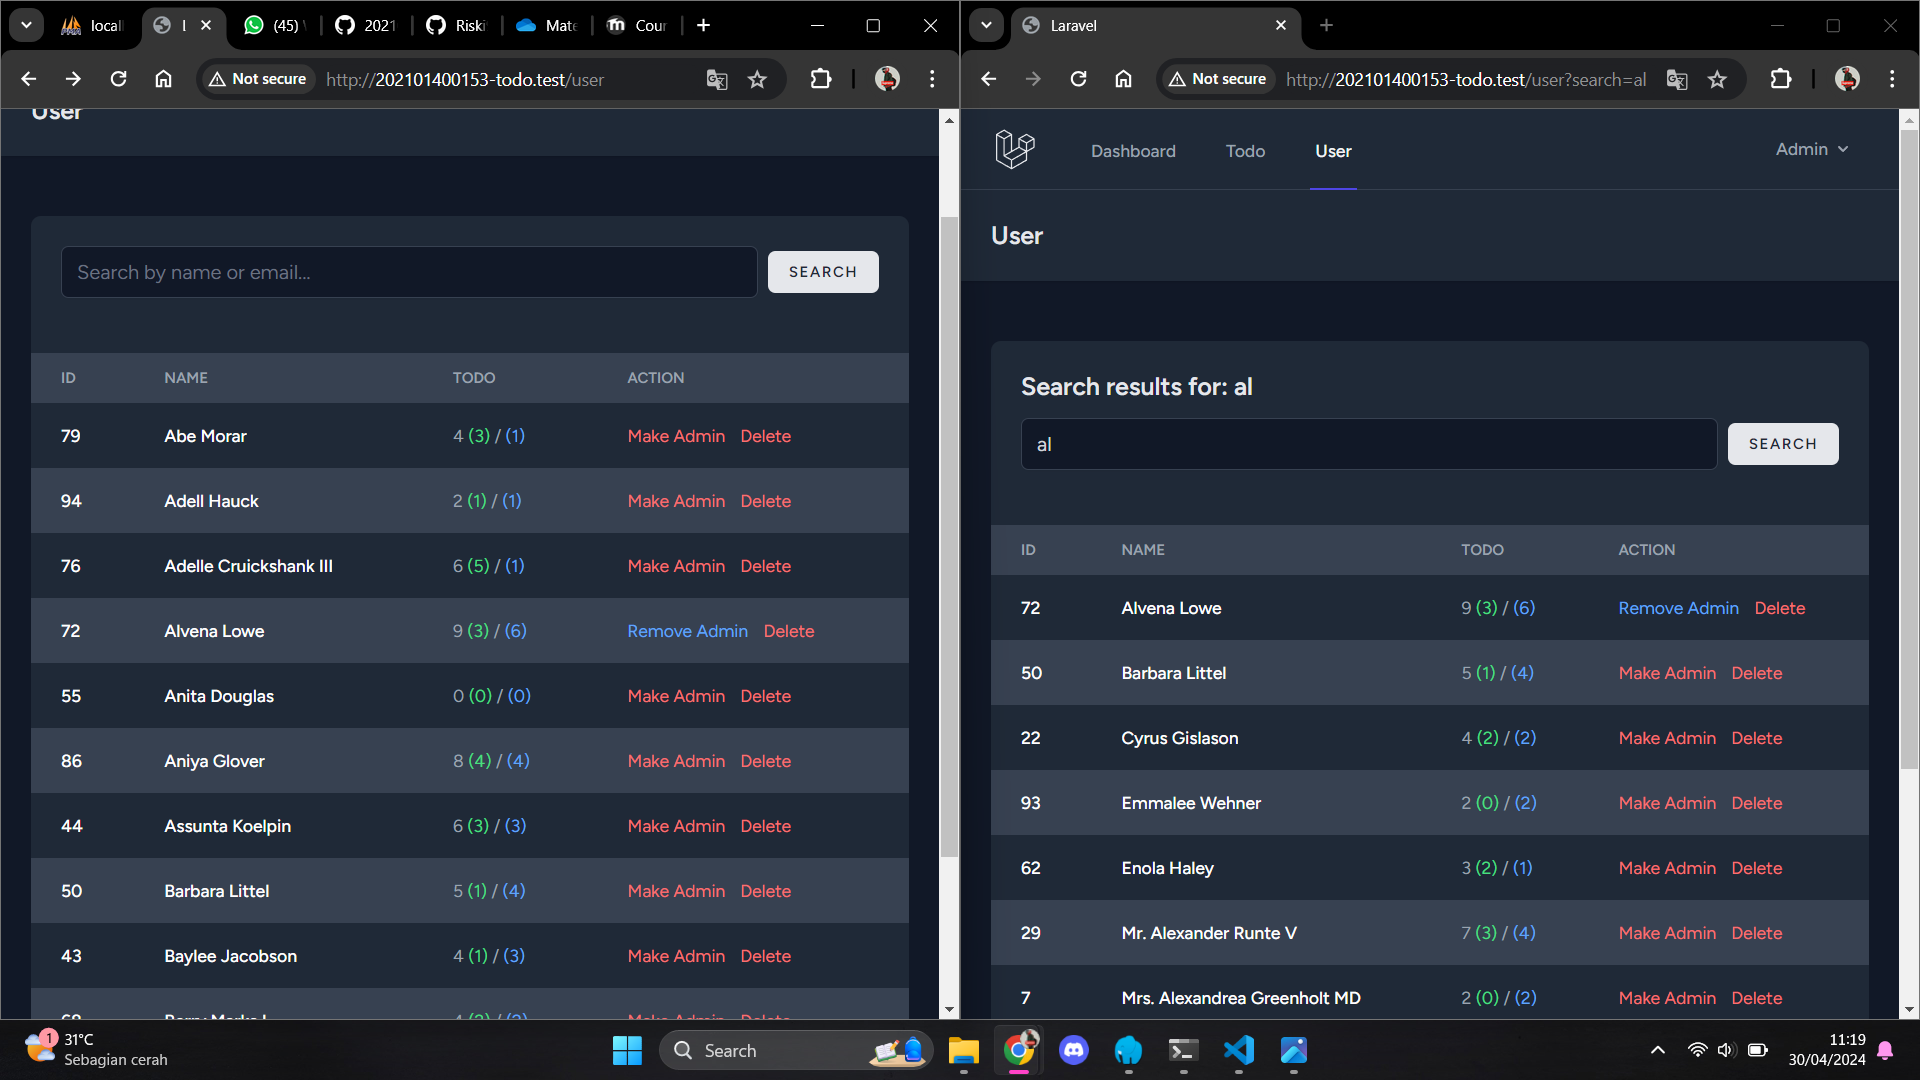 locall
l
(45)
2021
Riski
Mate
Cour
Not secure
http://202101400153-todo.test/user
User
Search by name or email...
SEARCH
ID NAME TODO ACTION
79 Abe Morar 4 (3) / (1) Make Admin Delete
94 Adell Hauck 2 (1) / (1) Make Admin Delete
76 Adelle Cruickshank III 6 (5) / (1) Make Admin Delete
72 Alvena Lowe 9 (3) / (6) Remove Admin Delete
55 Anita Douglas 0 (0) / (0) Make Admin Delete
86 Aniya Glover 8 (4) / (4) Make Admin Delete
44 Assunta Koelpin 6 (3) / (3) Make Admin Delete
50 Barbara Littel 5 (1) / (4) Make Admin Delete
43 Baylee Jacobson 4 (1) / (3) Make Admin Delete
Laravel
Not secure
http://202101400153-todo.test/user?search=al
Dashboard Todo User Admin
User
Search results for: al
al
SEARCH
ID NAME TODO ACTION
72 Alvena Lowe 9 (3) / (6) Remove Admin Delete
50 Barbara Littel 5 (1) / (4) Make Admin Delete
22 Cyrus Gislason 4 (2) / (2) Make Admin Delete
93 Emmalee Wehner 2 (0) / (2) Make Admin Delete
62 Enola Haley 3 (2) / (1) Make Admin Delete
29 Mr. Alexander Runte V 7 (3) / (4) Make Admin Delete
7 Mrs. Alexandrea Greenholt MD 2 (0) / (2) Make Admin Delete
1
31°C
Sebagian cerah
Search
11:19
30/04/2024